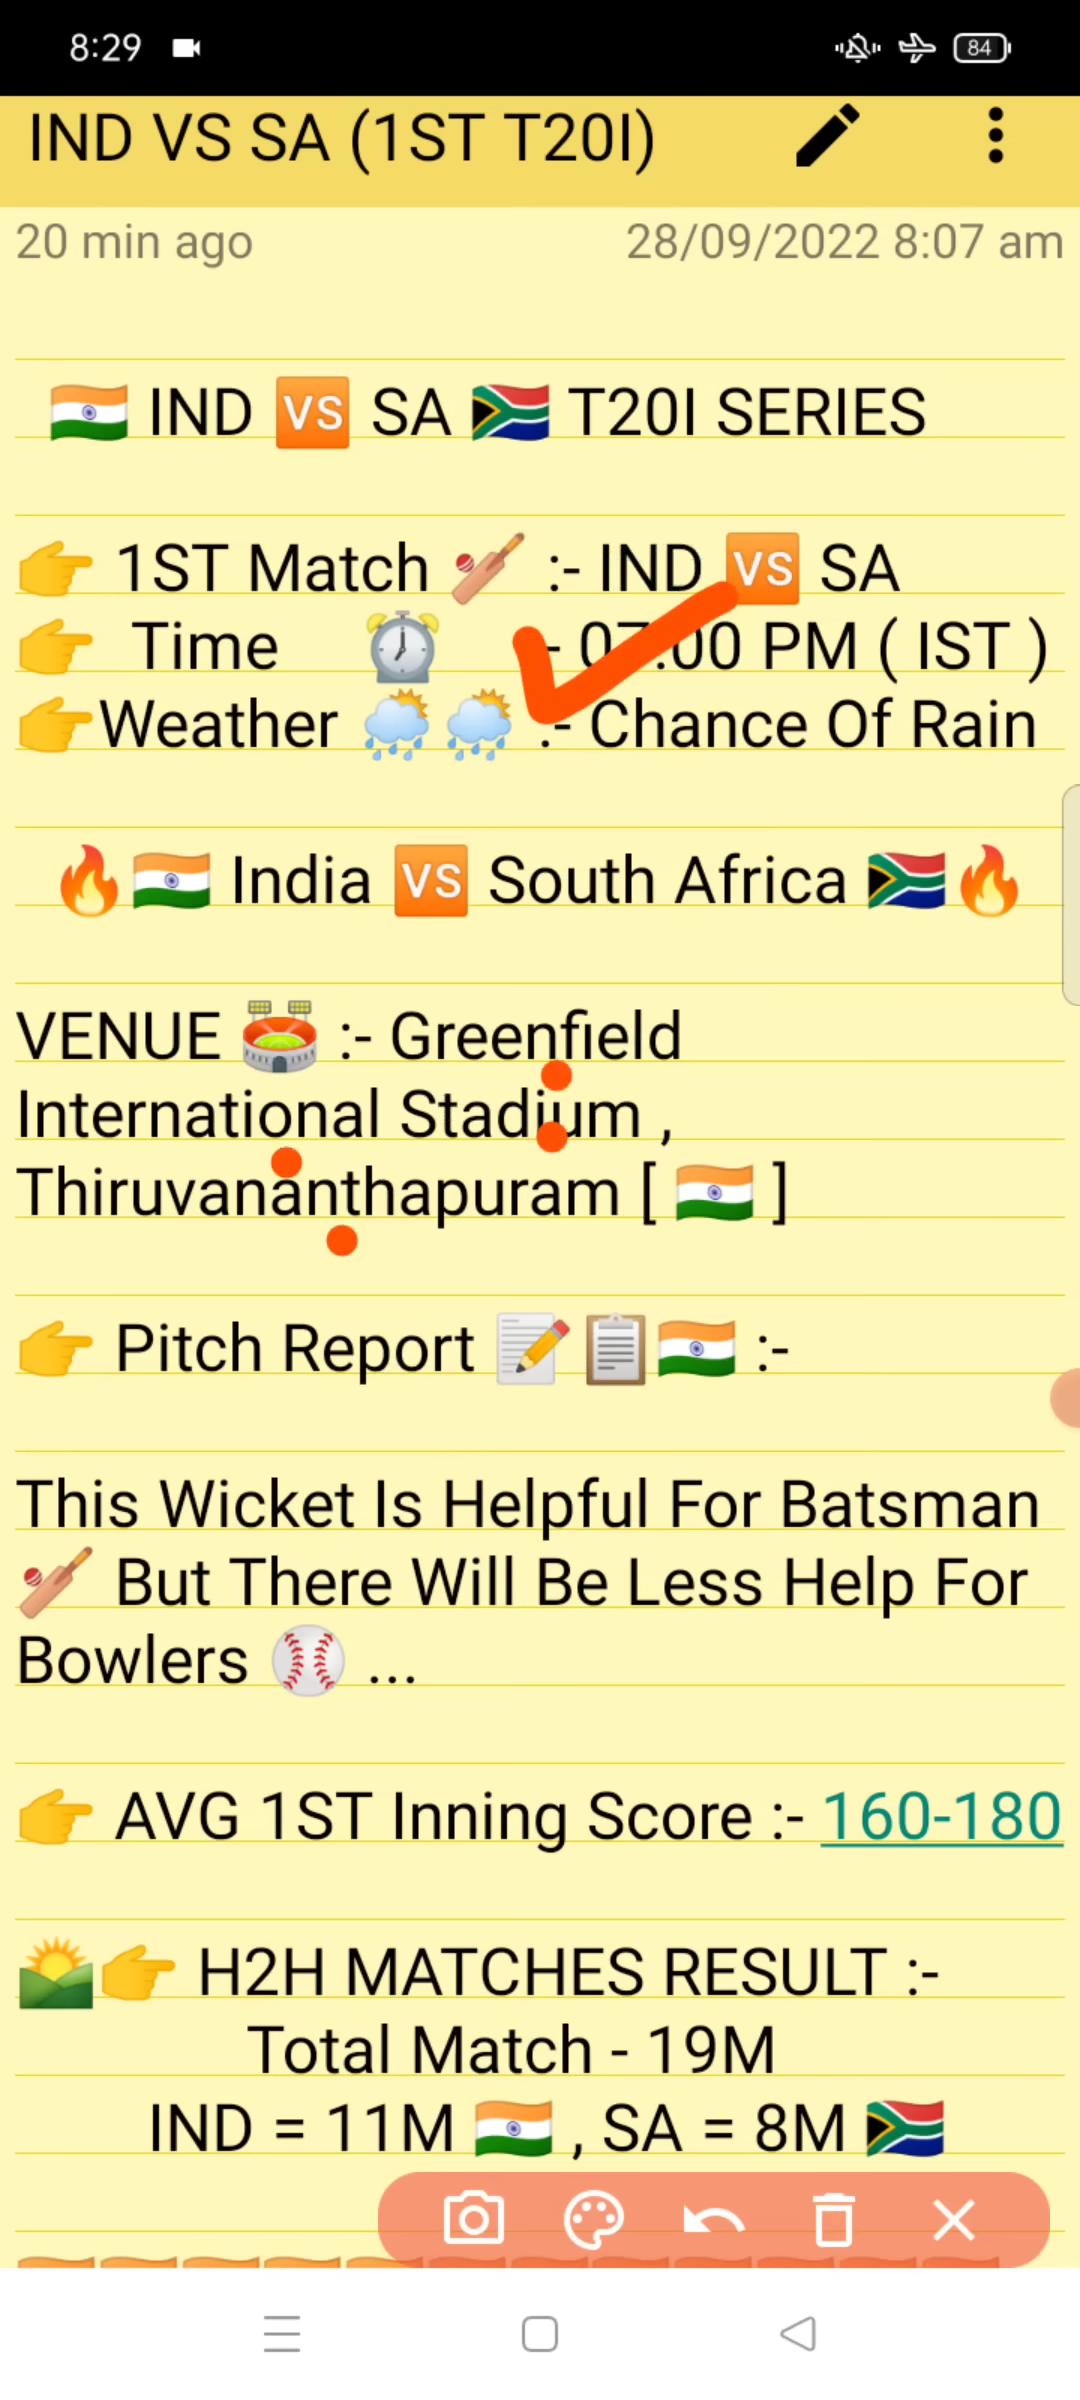 8:29 84
IND VS SA (1ST T20I)
20 min ago 28/09/2022 8:07 am
🇮🇳 IND 🆚 SA 🇿🇦 T20I SERIES
👉 1ST Match 🏏 :- IND 🆚 SA
👉 Time ⏰ :- 07:00 PM ( IST )
👉Weather 🌦️🌦️ :- Chance Of Rain
🔥🇮🇳 India 🆚 South Africa 🇿🇦🔥
VENUE 🏟️ :- Greenfield
International Stadium ,
Thiruvananthapuram [ 🇮🇳 ]
👉 Pitch Report 📝📋🇮🇳 :-
This Wicket Is Helpful For Batsman
🏏 But There Will Be Less Help For
Bowlers ⚾ ...
👉 AVG 1ST Inning Score :- 160-180
🌄👉 H2H MATCHES RESULT :-
Total Match - 19M
IND = 11M 🇮🇳 , SA = 8M 🇿🇦